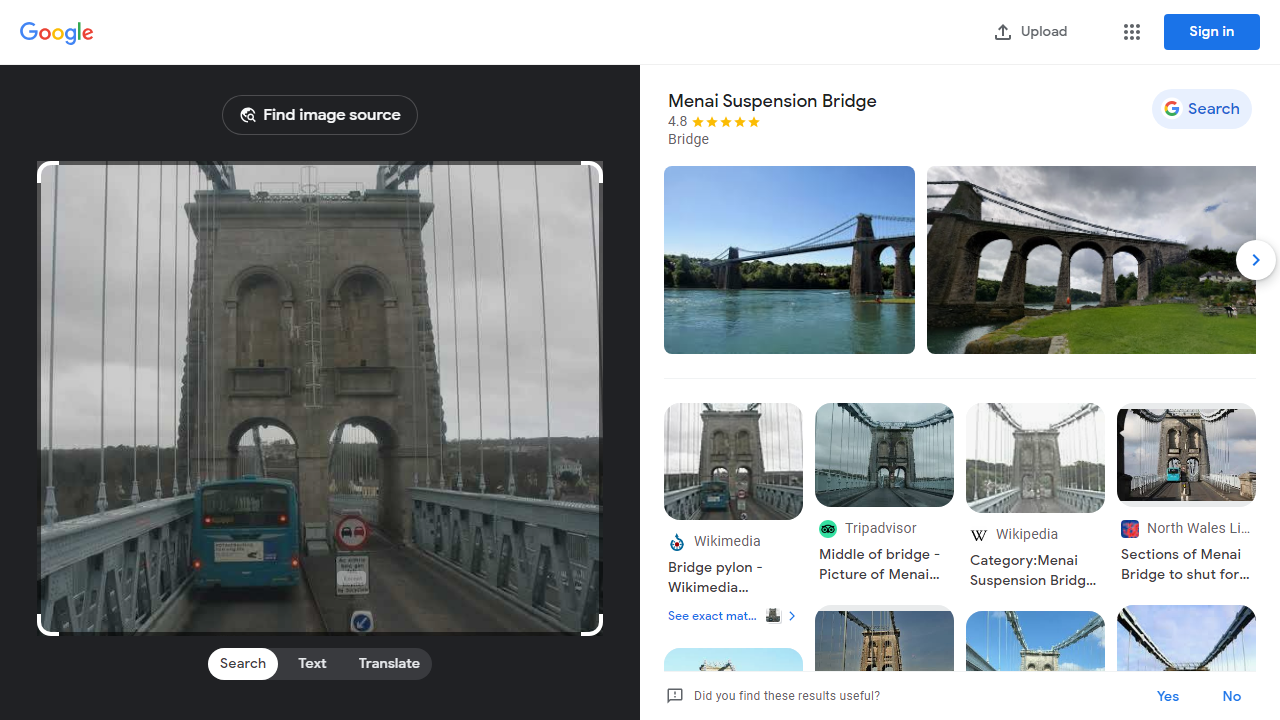 Google
Upload
Sign in
Find image source
Menai Suspension Bridge
4.8
Bridge
Search
Wikimedia
Bridge pylon -
Wikimedia...
See exact mat...
Tripadvisor
Middle of bridge -
Picture of Menai...
Wikipedia
Category:Menai
Suspension Bridg...
North Wales Li...
Sections of Menai
Bridge to shut for...
Search
Text
Translate
Did you find these results useful?
Yes
No